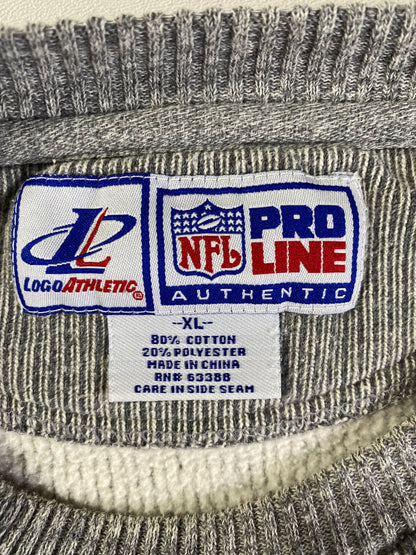 LOGO ATHLETIC ®
NFL
PRO
LINE
AUTHENTIC
--XL--
80% COTTON
20% POLYESTER
MADE IN CHINA
RN# 63388
CARE IN SIDE SEAM